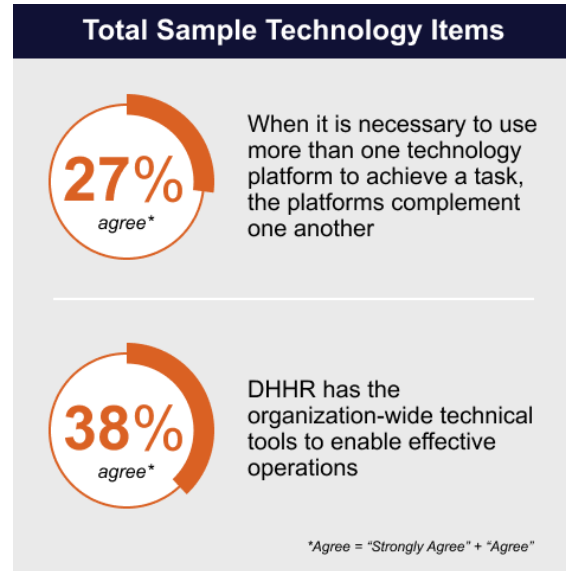 Total Sample Technology Items
27%
agree*
When it is necessary to use
more than one technology
platform to achieve a task,
the platforms complement
one another
38%
agree*
DHHR has the
organization-wide technical
tools to enable effective
operations
*Agree = “Strongly Agree” + “Agree”